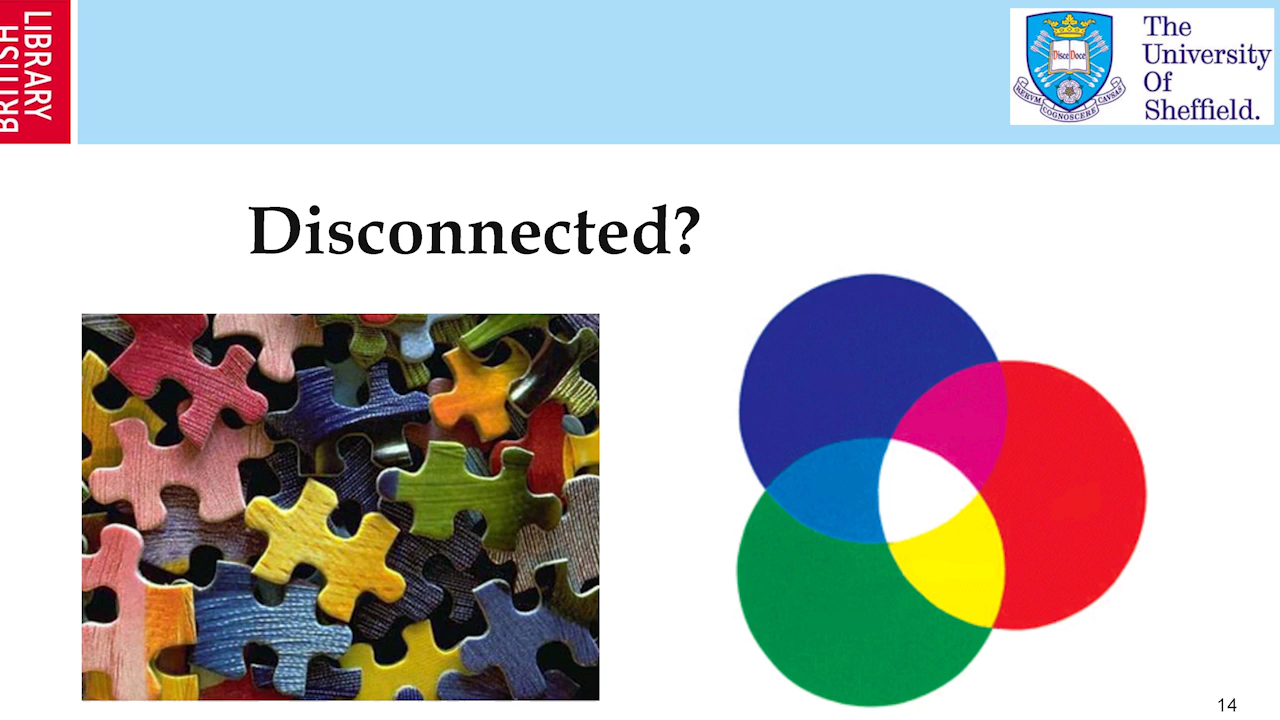 BRITISH
LIBRARY
The
University
Of
Sheffield.
Disce Doce
RERVM COGNOSCERE CAVSAS
Disconnected?
14